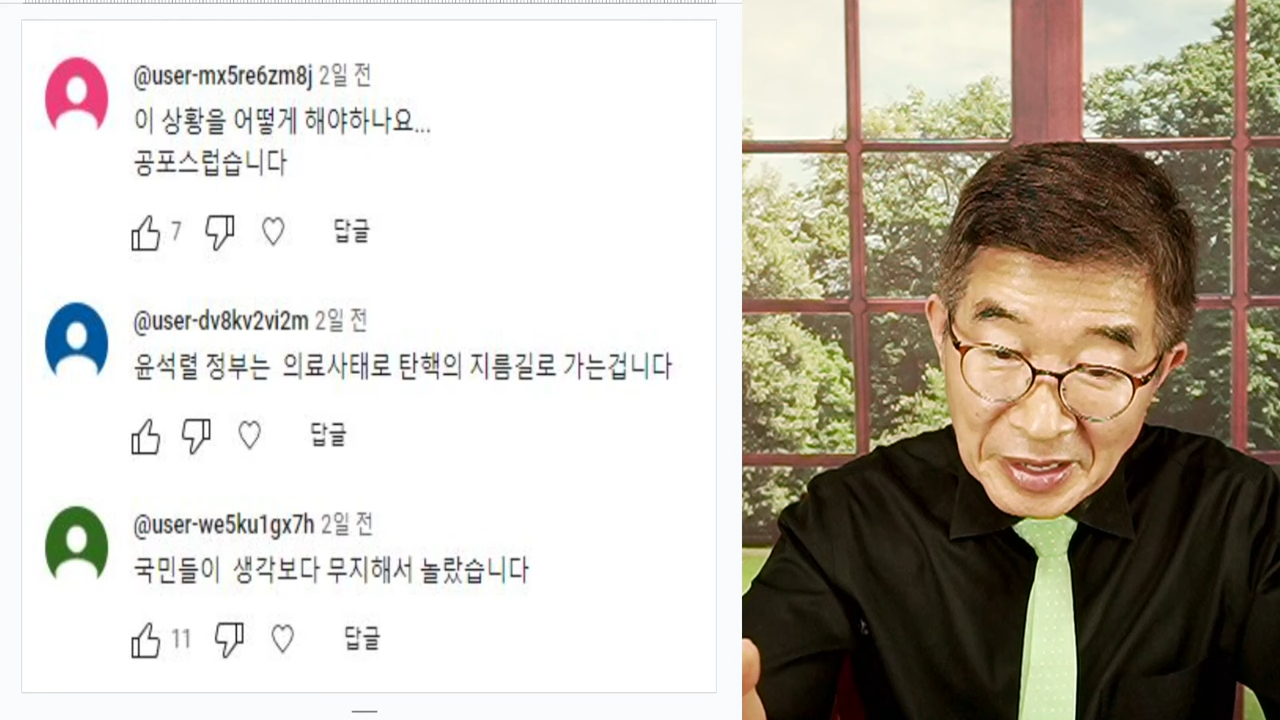 @user-mx5re6zm8j 2일 전
이 상황을 어떻게 해야하나요...
공포스럽습니다
7 답글
@user-dv8kv2vi2m 2일 전
윤석렬 정부는 의료사태로 탄핵의 지름길로 가는겁니다
답글
@user-we5ku1gx7h 2일 전
국민들이 생각보다 무지해서 놀랐습니다
11 답글